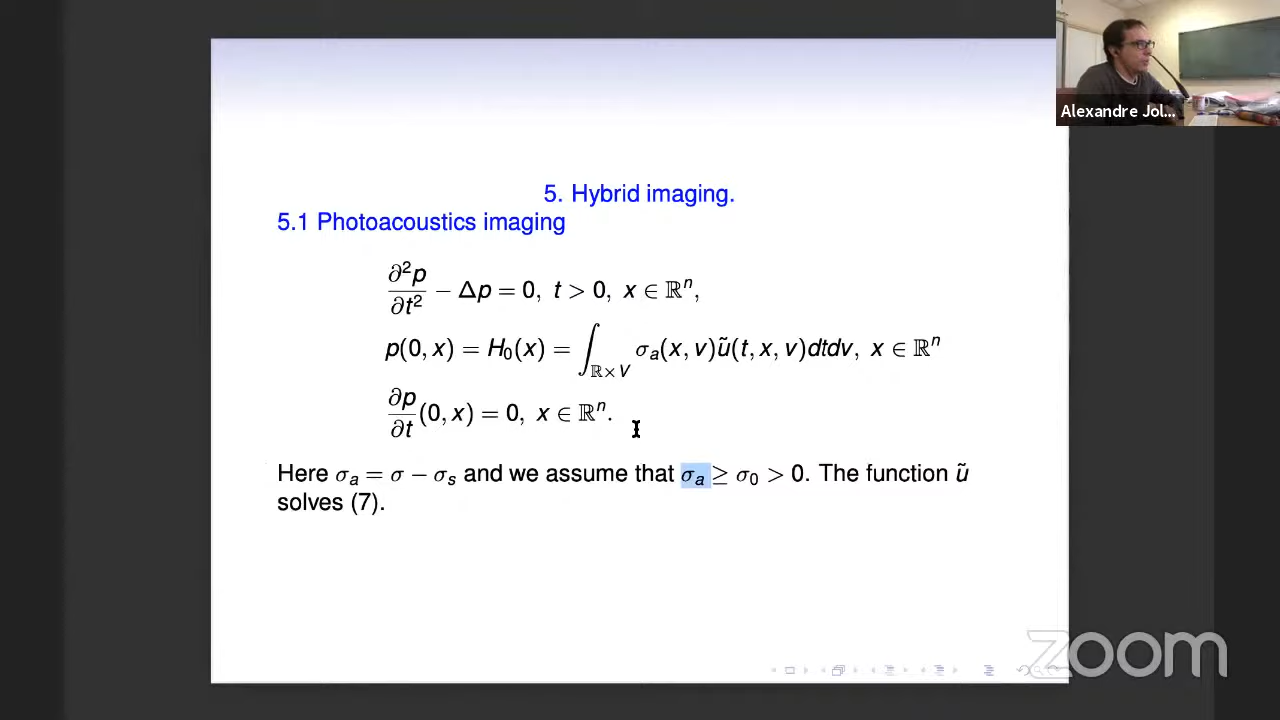 Alexandre Jol...
5. Hybrid imaging.
5.1 Photoacoustics imaging
∂²p/∂t² − Δp = 0, t > 0, x ∈ ℝⁿ,
p(0, x) = H₀(x) = ∫_{ℝ×V} σₐ(x, v)ũ(t, x, v)dtdv, x ∈ ℝⁿ
∂p/∂t (0, x) = 0, x ∈ ℝⁿ.
Here σₐ = σ − σₛ and we assume that σₐ ≥ σ₀ > 0. The function ũ
solves (7).
zoom